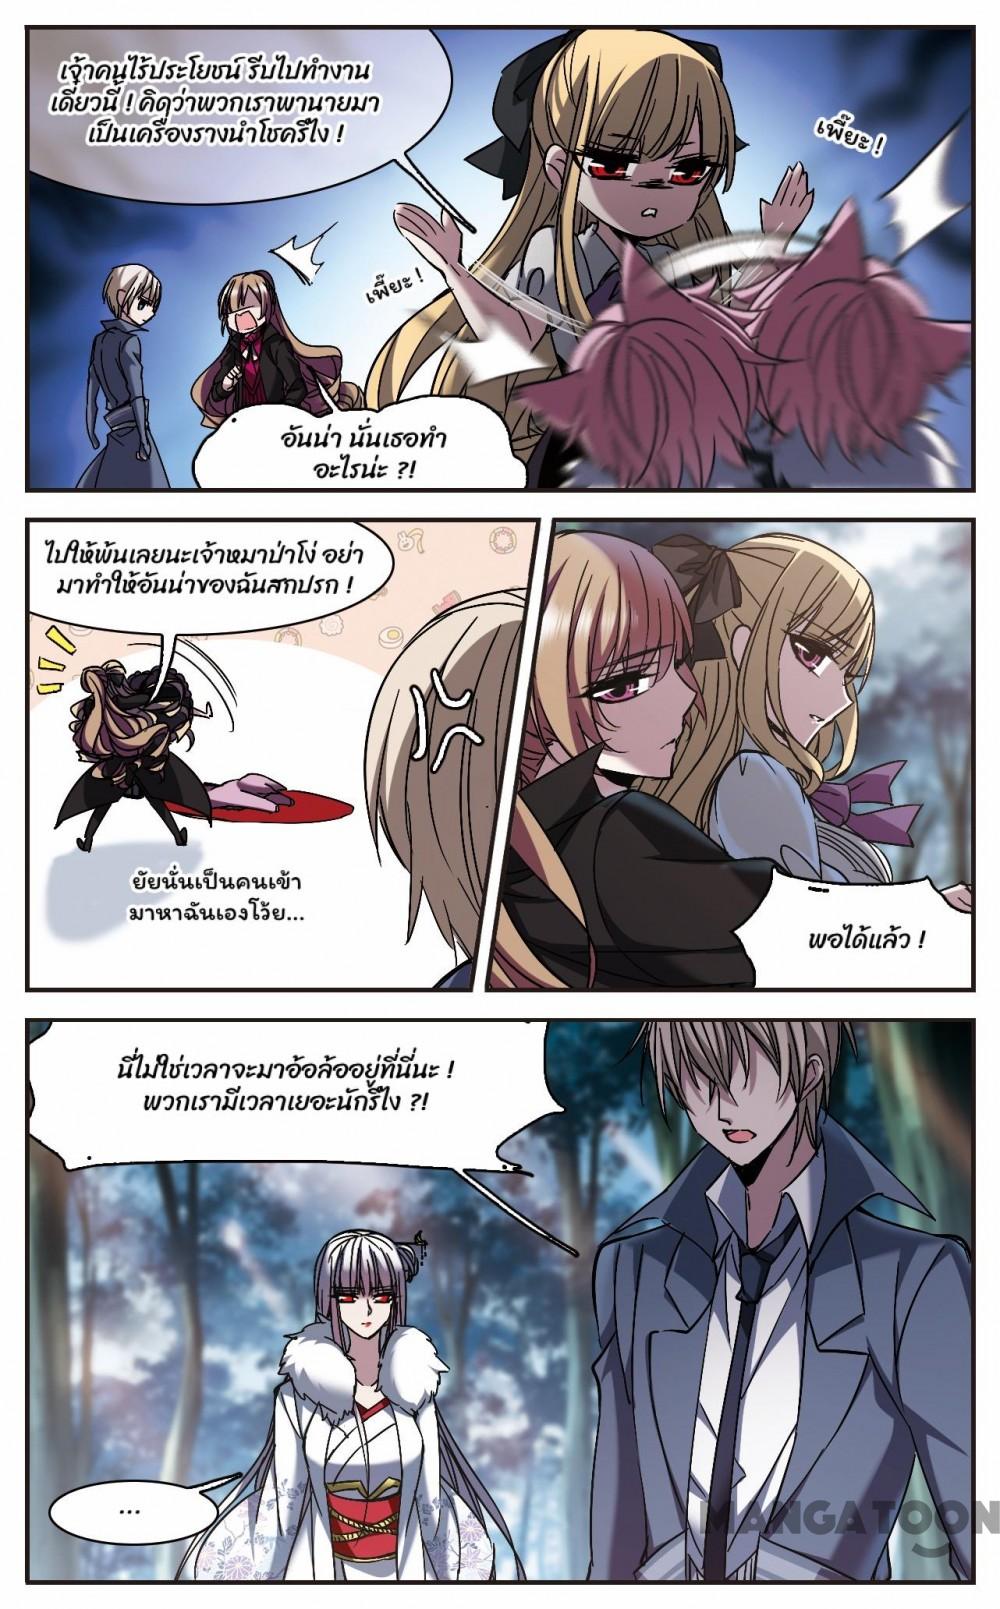 เจ้าคนไร้ประโยชน์ รีบไปทำงาน
เดี๋ยวนี้ ! คิดว่าพวกเราพานายมา
เป็นเครื่องรางนำโชครึไง !
เพี๊ยะ !
เพี๊ยะ !
อันน่า นั่นเธอทำ
อะไรน่ะ ?!
ไปให้พ้นเลยนะเจ้าหมาป่าโง่ อย่า
มาทำให้อันน่าของฉันสกปรก !
ยัยนั่นเป็นคนเข้า
มาหาฉันเองโว้ย...
พอได้แล้ว !
นี่ไม่ใช่เวลาจะมาอ้อล้ออยู่ที่นี่นะ !
พวกเรามีเวลาเยอะนักรึไง ?!
...
MANGATOON